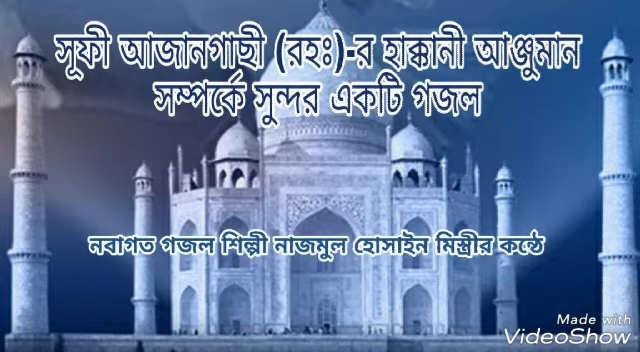 সূফী আজানগাছী (রহঃ)-র হাক্কানী আঞ্জুমান
সম্পর্কে সুন্দর একটি গজল
নবাগত গজল শিল্পী নাজমুল হোসাইন মিস্ত্রীর কন্ঠে
Made with
VideoShow